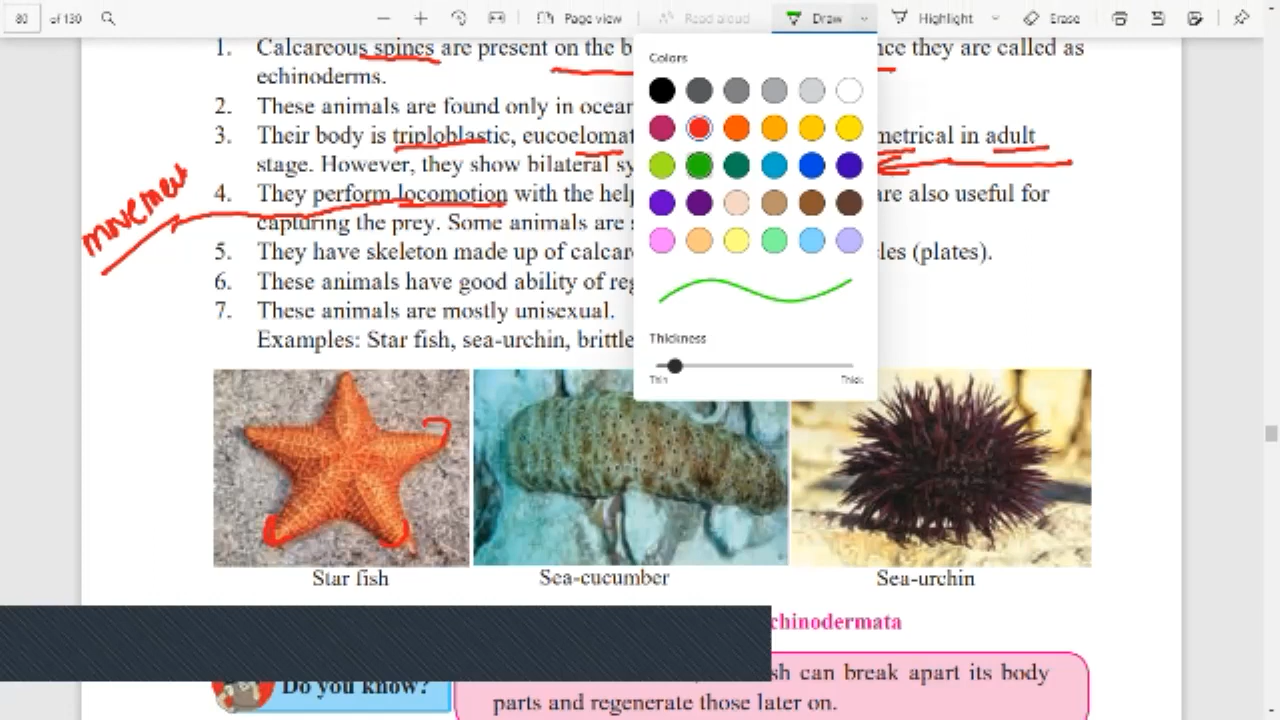 80 of 130 Page view Read aloud Draw Highlight Erase
Colors
Thickness
Thin Thick
1. Calcareous spines are present on the b nce they are called as
echinoderms.
2. These animals are found only in ocean
3. Their body is triploblastic, eucoelomat metrical in adult
stage. However, they show bilateral sy
movement
4. They perform locomotion with the help are also useful for
capturing the prey. Some animals are s
5. They have skeleton made up of calcar les (plates).
6. These animals have good ability of reg
7. These animals are mostly unisexual.
Examples: Star fish, sea-urchin, brittle
Star fish Sea-cucumber Sea-urchin
chinodermata
Do you know?
sh can break apart its body
parts and regenerate those later on.